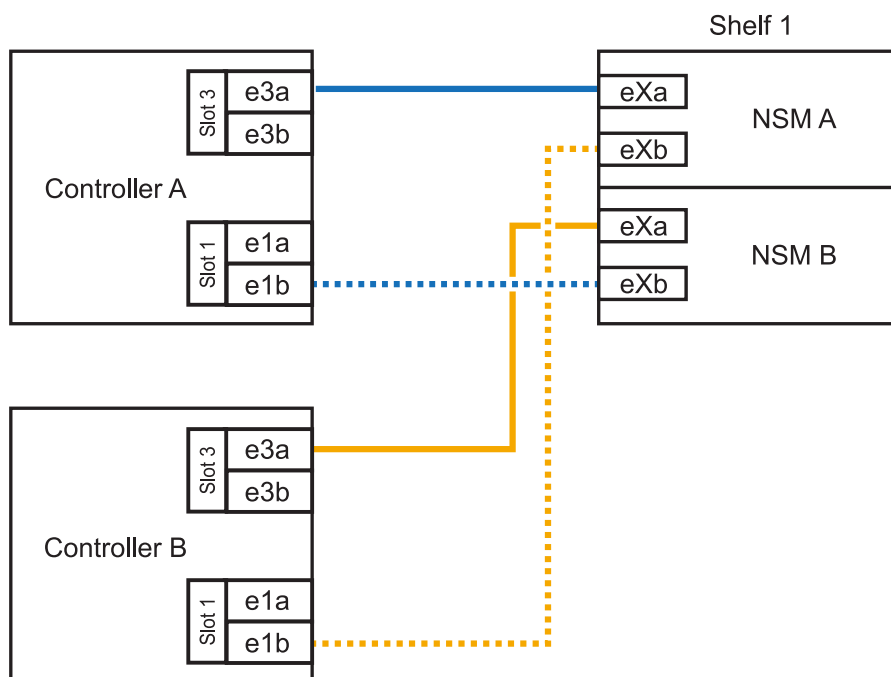 Shelf 1
Controller A
Slot 3
e3a
e3b
Slot 1
e1a
e1b
NSM A
eXa
eXb
NSM B
eXa
eXb
Controller B
Slot 3
e3a
e3b
Slot 1
e1a
e1b